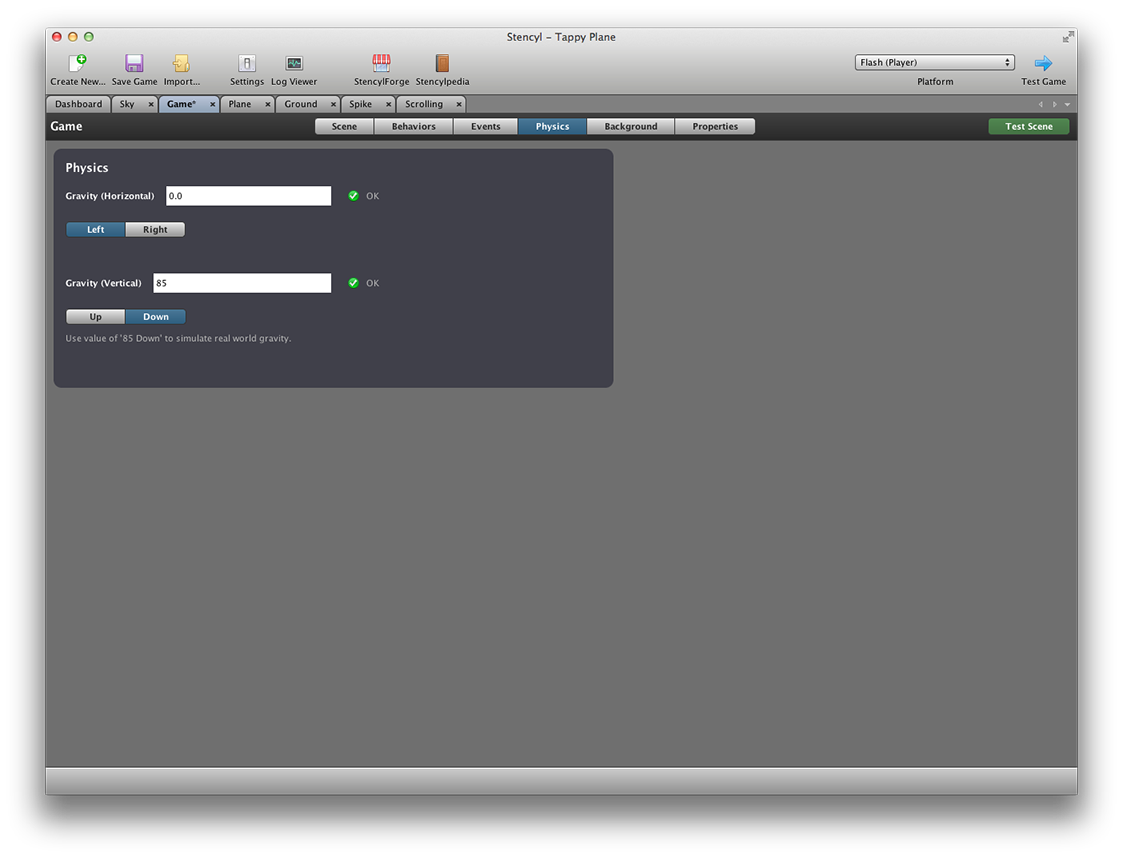 Stencyl – Tappy Plane
Create New... Save Game Import... Settings Log Viewer StencylForge Stencylpedia
Flash (Player)
Platform Test Game
Dashboard Sky Game* Plane Ground Spike Scrolling
Game Scene Behaviors Events Physics Background Properties Test Scene
Physics
Gravity (Horizontal) 0.0 OK
Left Right
Gravity (Vertical) 85 OK
Up Down
Use value of '85 Down' to simulate real world gravity.